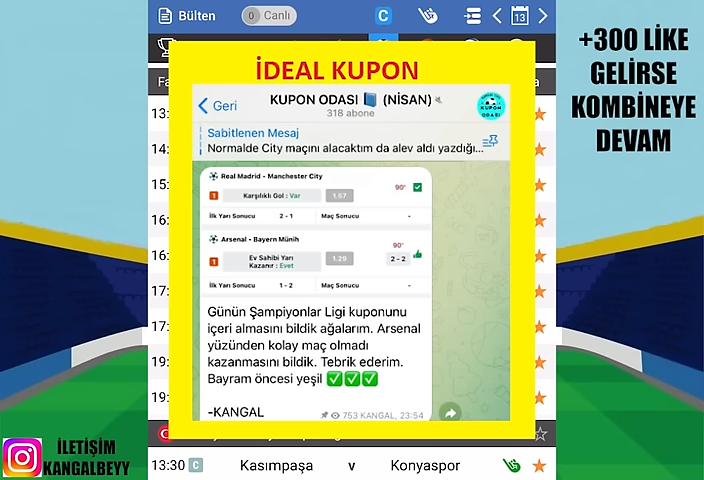 Bülten
0 Canlı
C
13
+300 LİKE
GELİRSE
KOMBİNEYE
DEVAM
İDEAL KUPON
Geri
KUPON ODASI (NİSAN)
318 abone
KUPON
ODASI
Sabitlenen Mesaj
Normalde City maçını alacaktım da alev aldı yazdığı...
Real Madrid - Manchester City
90'
1
Karşılıklı Gol : Var
1.57
İlk Yarı Sonucu 2 - 1 Maç Sonucu -
Arsenal - Bayern Münih
90'
1
Ev Sahibi Yarı
Kazanır : Evet
1.29
2 - 2
İlk Yarı Sonucu 1 - 2 Maç Sonucu -
Günün Şampiyonlar Ligi kuponunu
içeri almasını bildik ağalarım. Arsenal
yüzünden kolay maç olmadı
kazanmasını bildik. Tebrik ederim.
Bayram öncesi yeşil
-KANGAL
753 KANGAL, 23:54
13:
14:
15:
16:
16:
17:
17:
19:
19:
13:30 C Kasımpaşa v Konyaspor
İLETİŞİM
KANGALBEYY